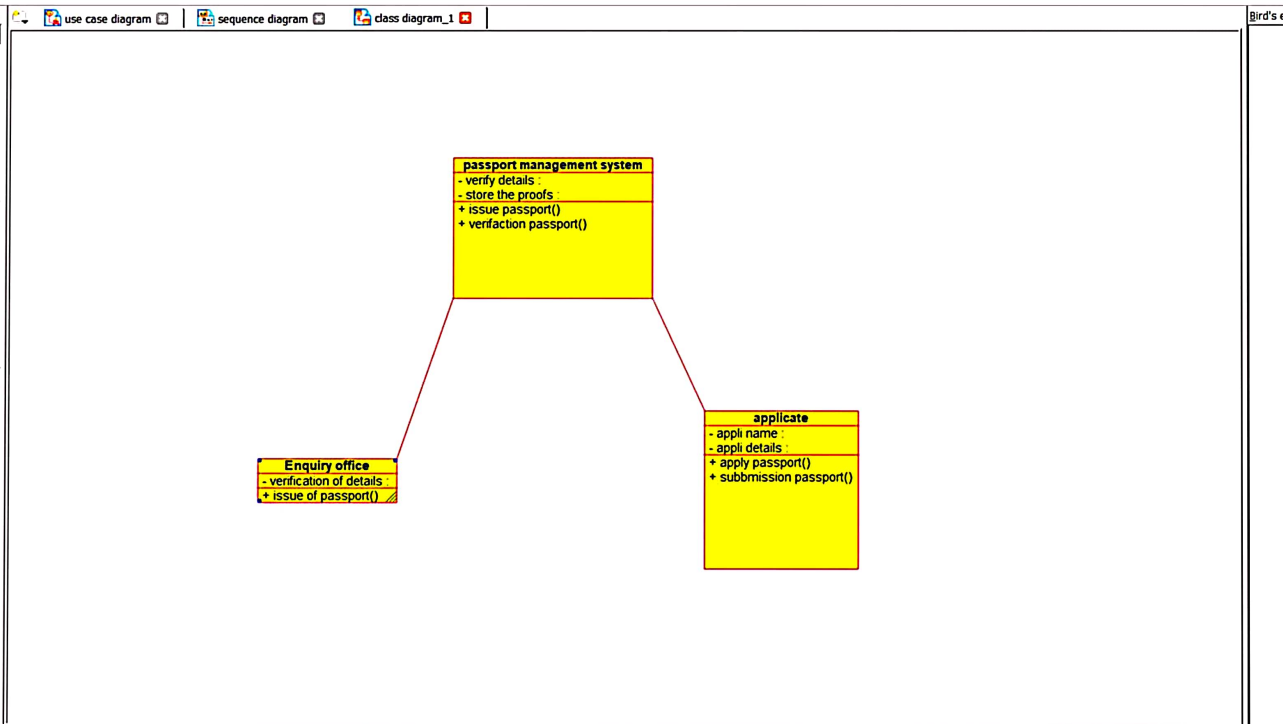 use case diagram
sequence diagram
class diagram_1
Bird's e
passport management system
- verify details :
- store the proofs :
+ issue passport()
+ verifaction passport()
applicate
- appli name :
- appli details :
+ apply passport()
+ subbmission passport()
Enquiry office
- verification of details :
+ issue of passport()